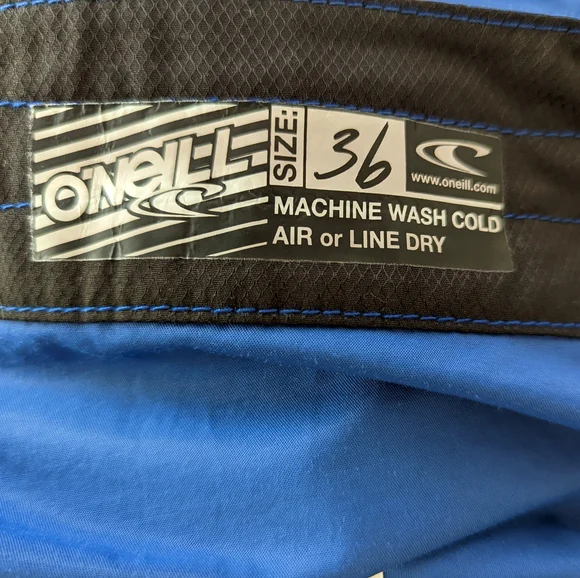 O'NEILL
SIZE:
36
www.oneill.com
MACHINE WASH COLD
AIR or LINE DRY